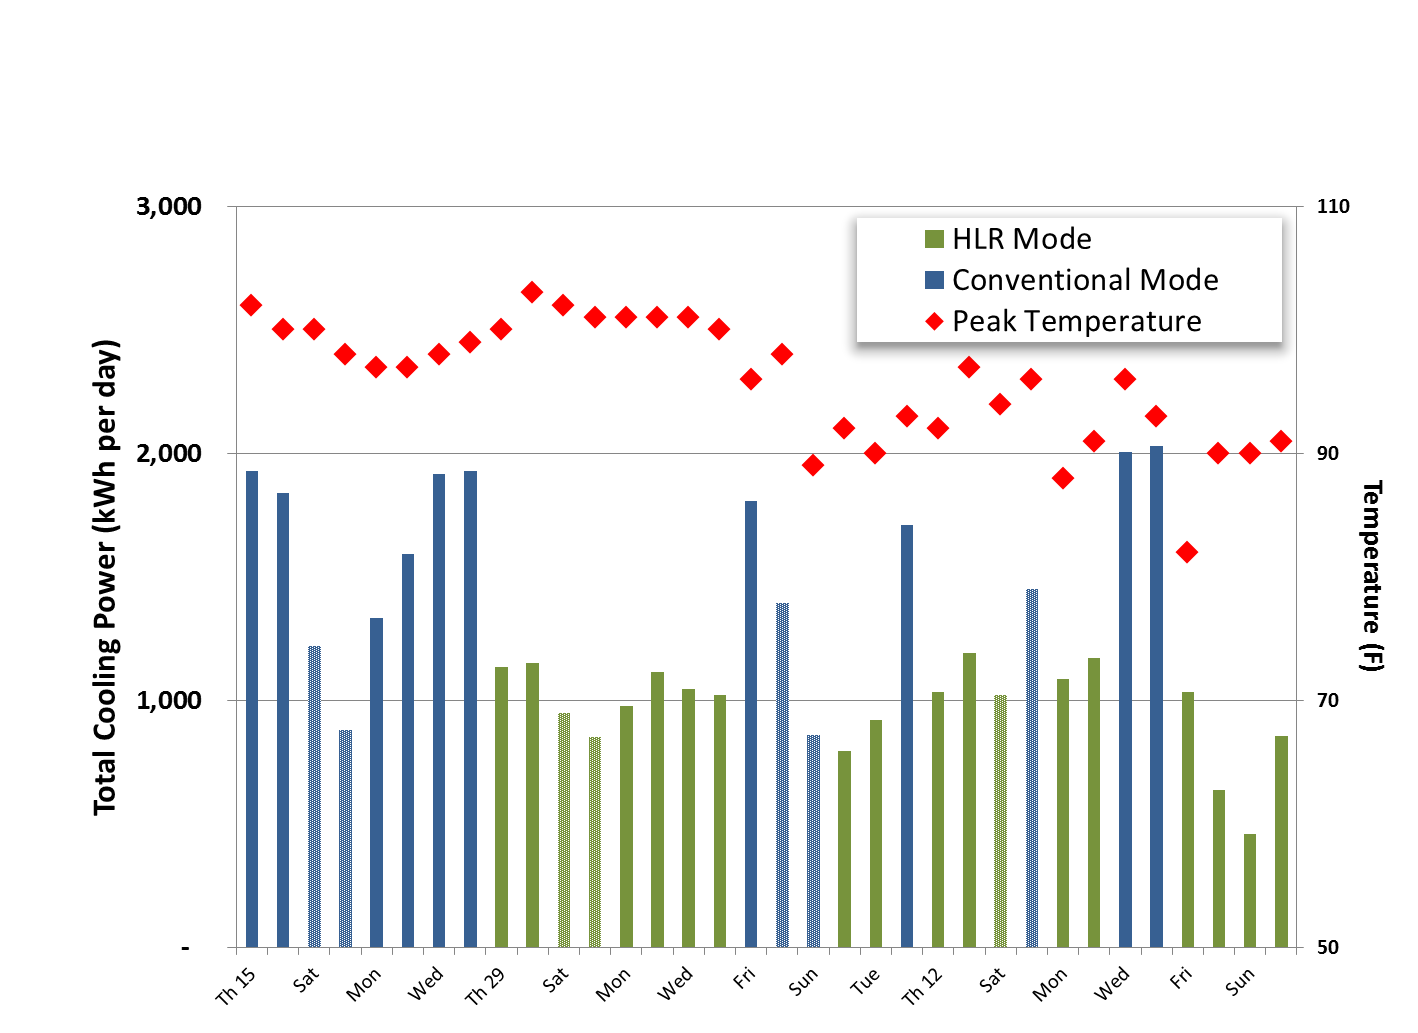 3,000
2,000
1,000
-
Total Cooling Power (kWh per day)
HLR Mode
Conventional Mode
Peak Temperature
110
90
70
50
Temperature (F)
Th 15
Sat
Mon
Wed
Th 29
Sat
Mon
Wed
Fri
Sun
Tue
Th 12
Sat
Mon
Wed
Fri
Sun